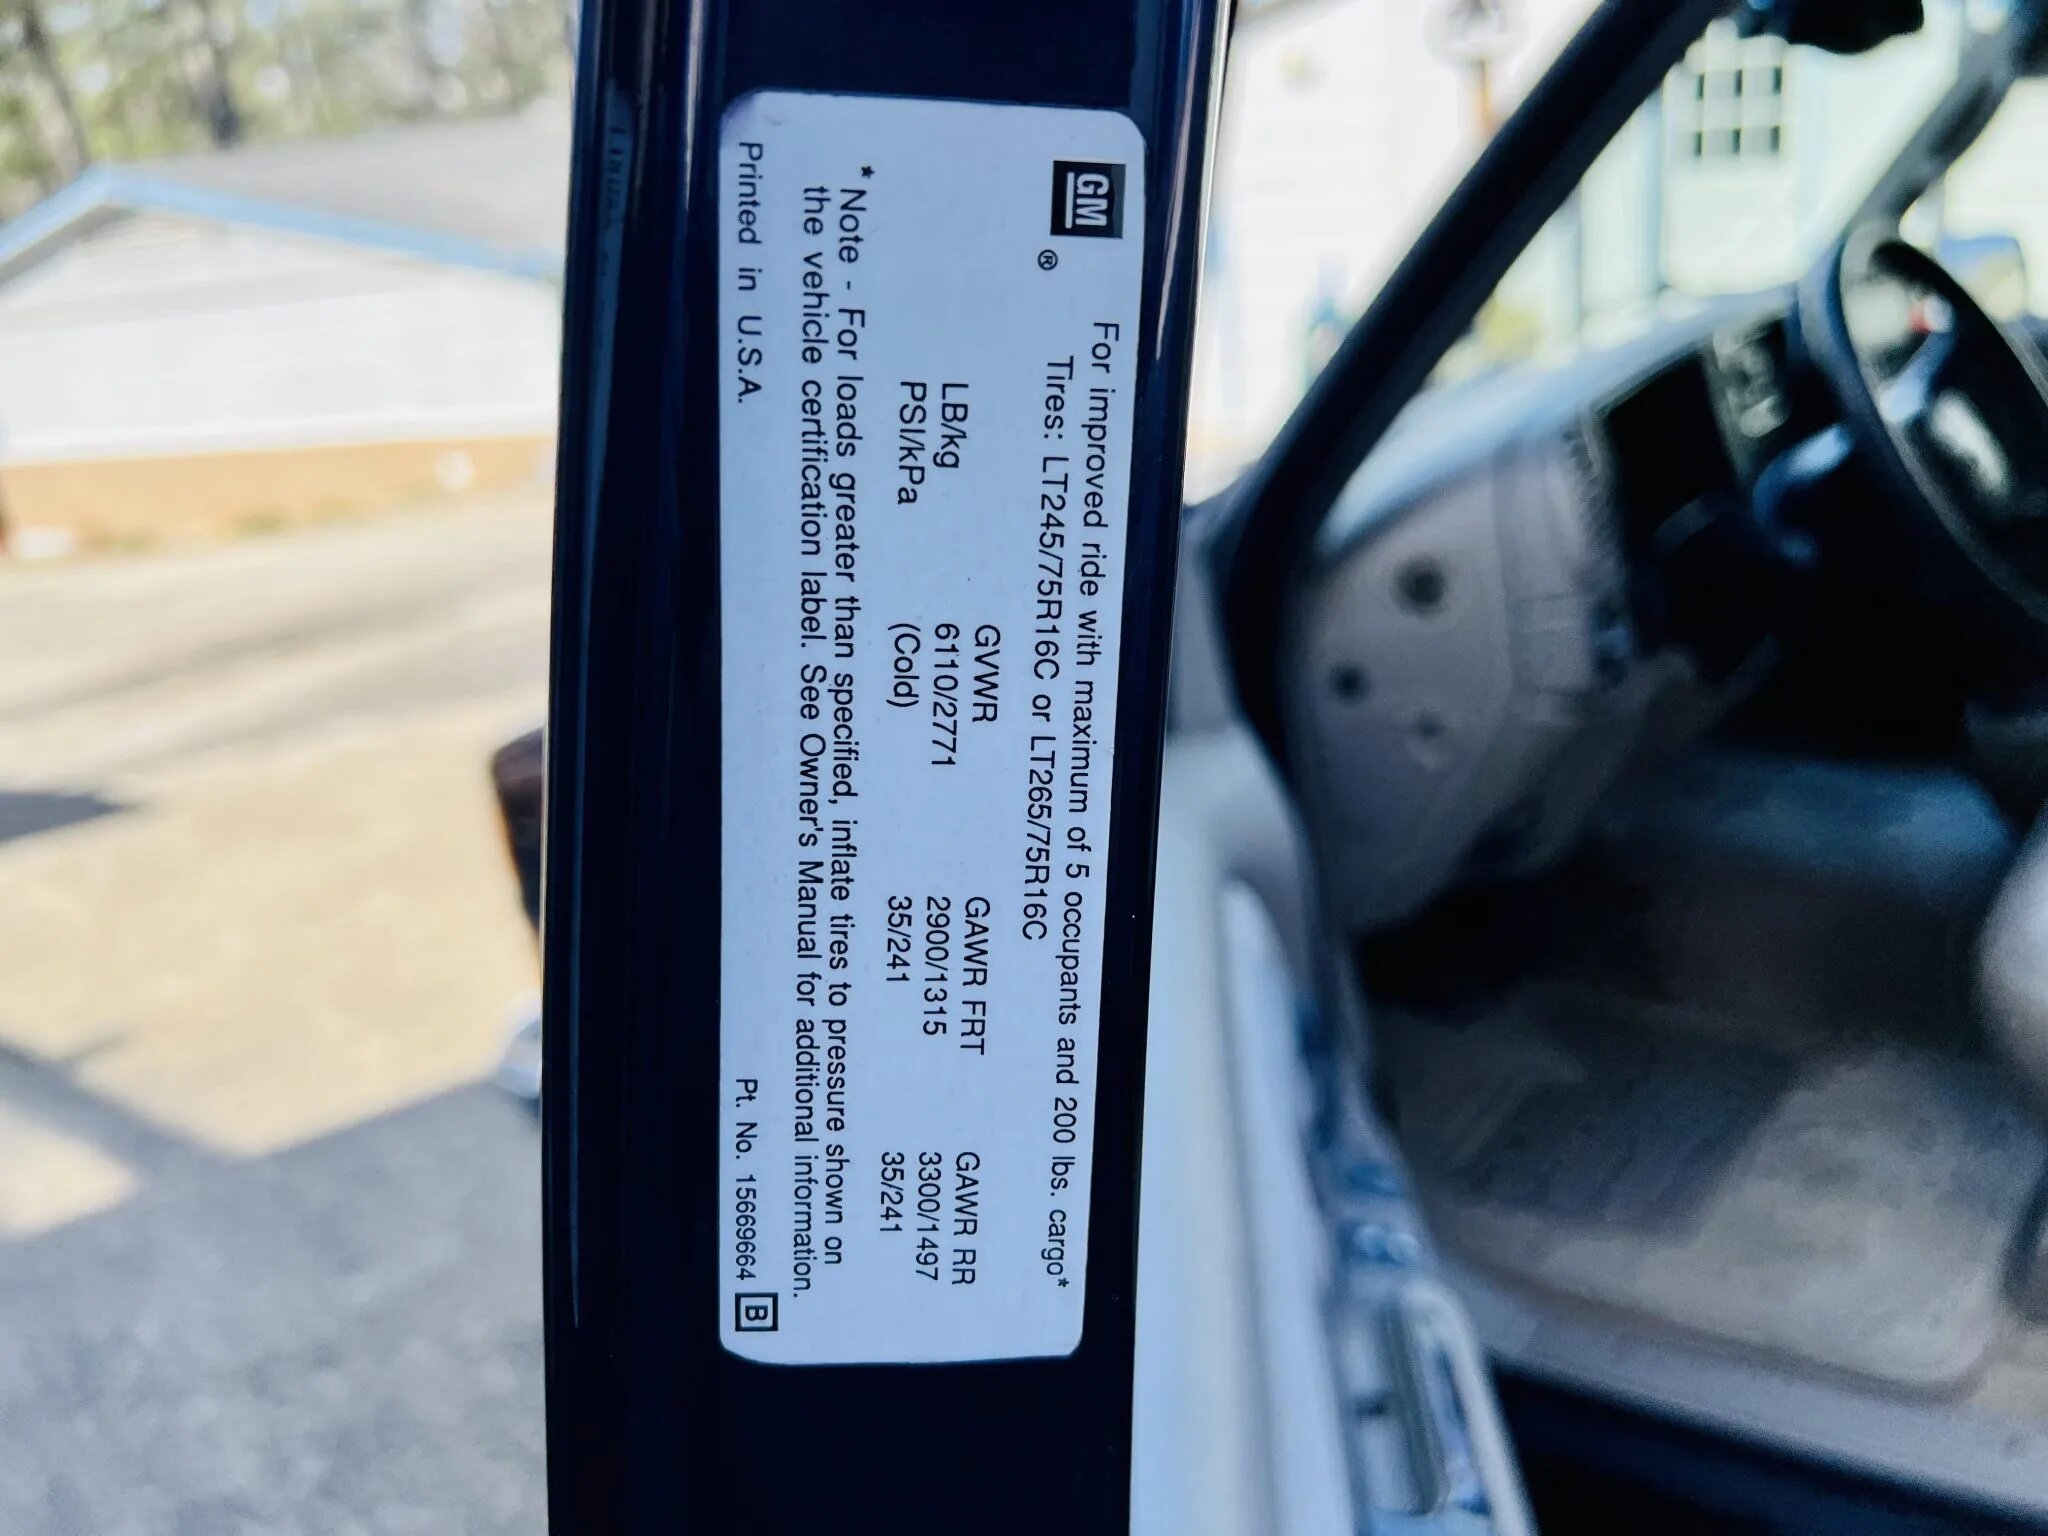 GM ®
For improved ride with maximum of 5 occupants and 200 lbs. cargo*
Tires: LT245/75R16C or LT265/75R16C
GVWR GAWR FRT GAWR RR
LB/kg 6110/2771 2900/1315 3300/1497
PSI/kPa (Cold) 35/241 35/241
* Note - For loads greater than specified, inflate tires to pressure shown on
the vehicle certification label. See Owner's Manual for additional information.
Printed in U.S.A. Pt. No. 15669664 B